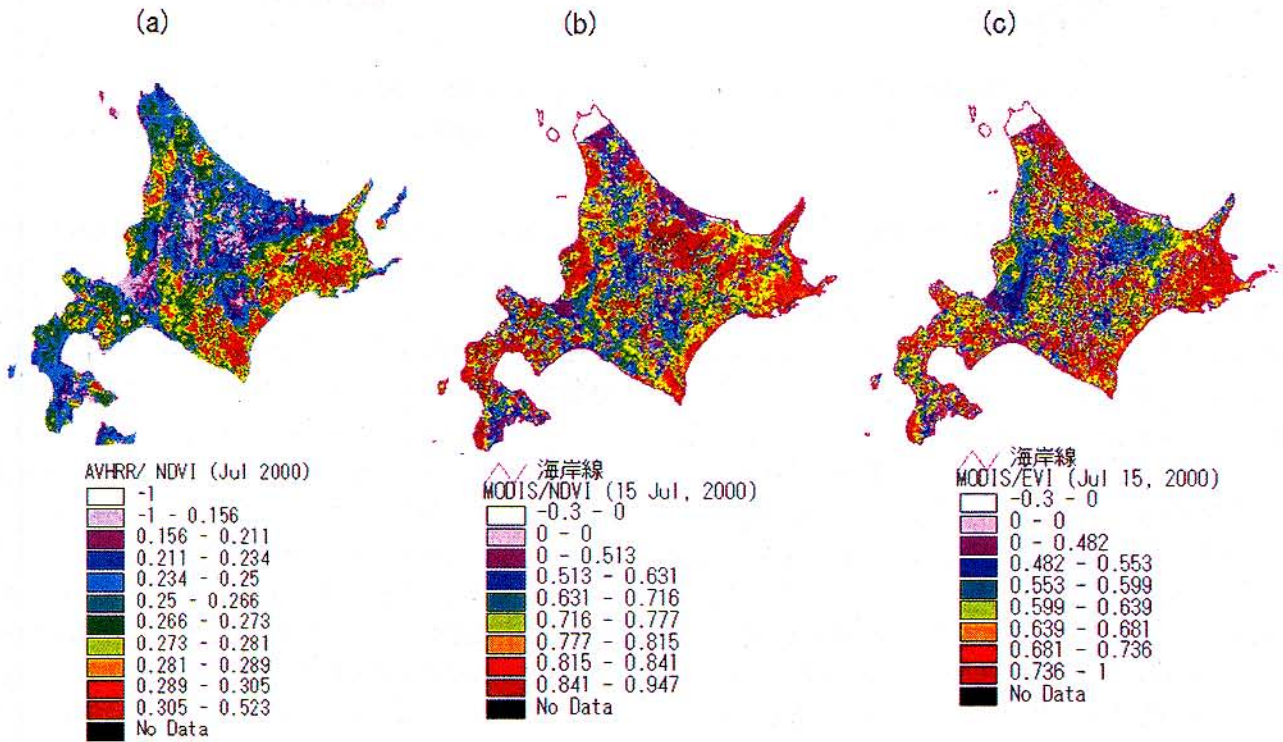 (a)
(b)
(c)
AVHRR/ NDVI (Jul 2000)
-1
-1 - 0.156
0.156 - 0.211
0.211 - 0.234
0.234 - 0.25
0.25 - 0.266
0.266 - 0.273
0.273 - 0.281
0.281 - 0.289
0.289 - 0.305
0.305 - 0.523
No Data
海岸線
MODIS/NDVI (15 Jul, 2000)
-0.3 - 0
0 - 0
0 - 0.513
0.513 - 0.631
0.631 - 0.716
0.716 - 0.777
0.777 - 0.815
0.815 - 0.841
0.841 - 0.947
No Data
海岸線
MODIS/EVI (Jul 15, 2000)
-0.3 - 0
0 - 0
0 - 0.482
0.482 - 0.553
0.553 - 0.599
0.599 - 0.639
0.639 - 0.681
0.681 - 0.736
0.736 - 1
No Data